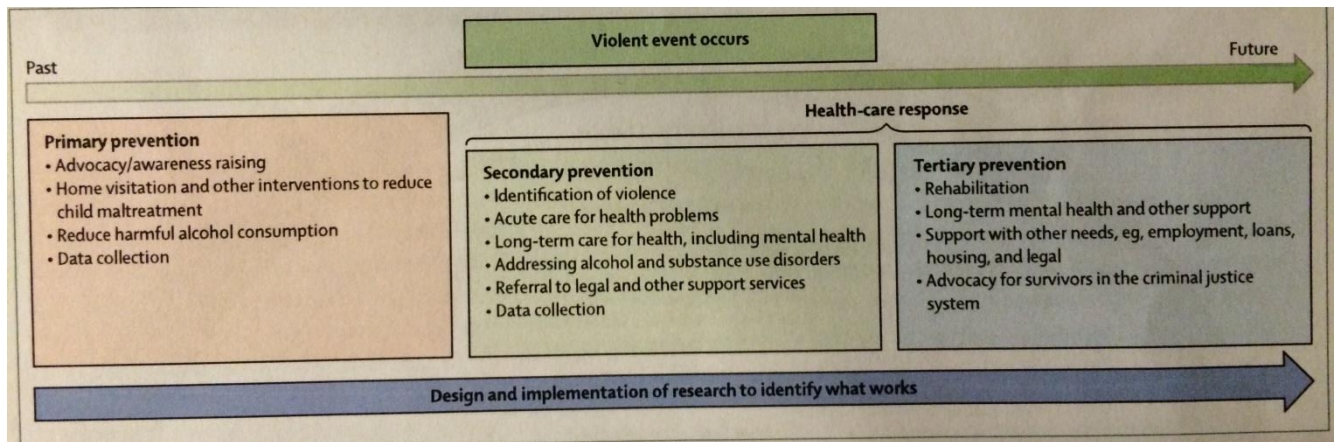 Violent event occurs
Past
Future
Health-care response
Primary prevention
• Advocacy/awareness raising
• Home visitation and other interventions to reduce
child maltreatment
• Reduce harmful alcohol consumption
• Data collection
Secondary prevention
• Identification of violence
• Acute care for health problems
• Long-term care for health, including mental health
• Addressing alcohol and substance use disorders
• Referral to legal and other support services
• Data collection
Tertiary prevention
• Rehabilitation
• Long-term mental health and other support
• Support with other needs, eg, employment, loans,
housing, and legal
• Advocacy for survivors in the criminal justice
system
Design and implementation of research to identify what works